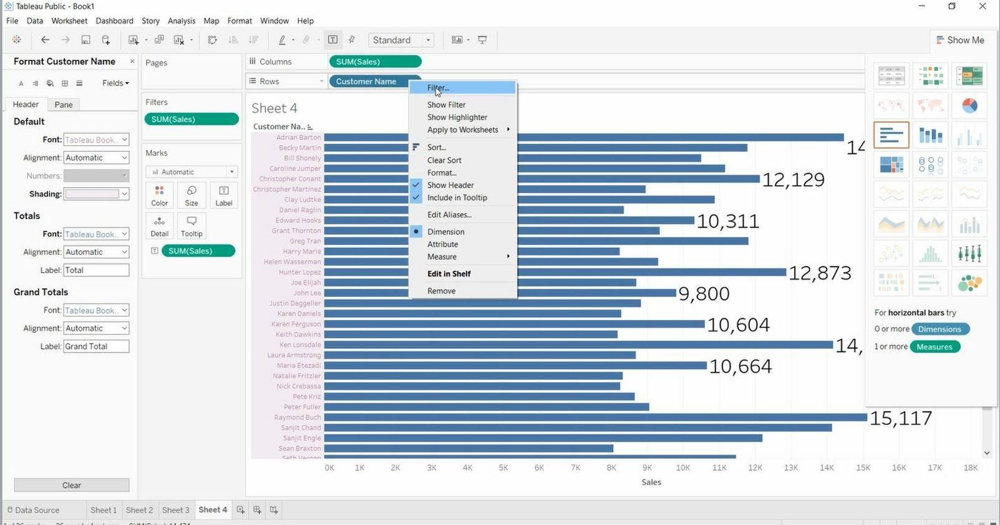 Tableau Public - Book1
File Data Worksheet Dashboard Story Analysis Map Format Window Help
Standard
Show Me
Format Customer Name
Fields
Header Pane
Default
Font: Tableau Book..
Alignment: Automatic
Numbers:
Shading:
Totals
Font: Tableau Book..
Alignment: Automatic
Label: Total
Grand Totals
Font: Tableau Book..
Alignment: Automatic
Label: Grand Total
Clear
Pages
Filters
SUM(Sales)
Marks
Automatic
Color Size Label
Detail Tooltip
SUM(Sales)
Columns SUM(Sales)
Rows Customer Name
Sheet 4
Customer Na..
Adrian Barton
Becky Martin
Bill Shonely
Caroline Jumper
Christopher Conant
Christopher Martinez
Clay Ludtke
Daniel Raglin
Edward Hooks
Grant Thornton
Greg Tran
Harry Marie
Helen Wasserman
Hunter Lopez
Joe Elijah
John Lee
Justin Deggeller
Karen Daniels
Karen Ferguson
Keith Dawkins
Ken Lonsdale
Laura Armstrong
Maria Etezadi
Natalie Fritzler
Nick Crebassa
Pete Kriz
Peter Fuller
Raymond Buch
Sanjit Chand
Sanjit Engle
Sean Braxton
Seth Vernon
Filter...
Show Filter
Show Highlighter
Apply to Worksheets
Sort...
Clear Sort
Format...
Show Header
Include in Tooltip
Edit Aliases...
Dimension
Attribute
Measure
Edit in Shelf
Remove
14
12,129
10,311
12,873
9,800
10,604
14,
10,664
15,117
0K 1K 2K 3K 4K 5K 6K 7K 8K 9K 10K 11K 12K 13K 14K 15K 16K 17K 18K
Sales
For horizontal bars try
0 or more Dimensions
1 or more Measures
Data Source Sheet 1 Sheet 2 Sheet 3 Sheet 4